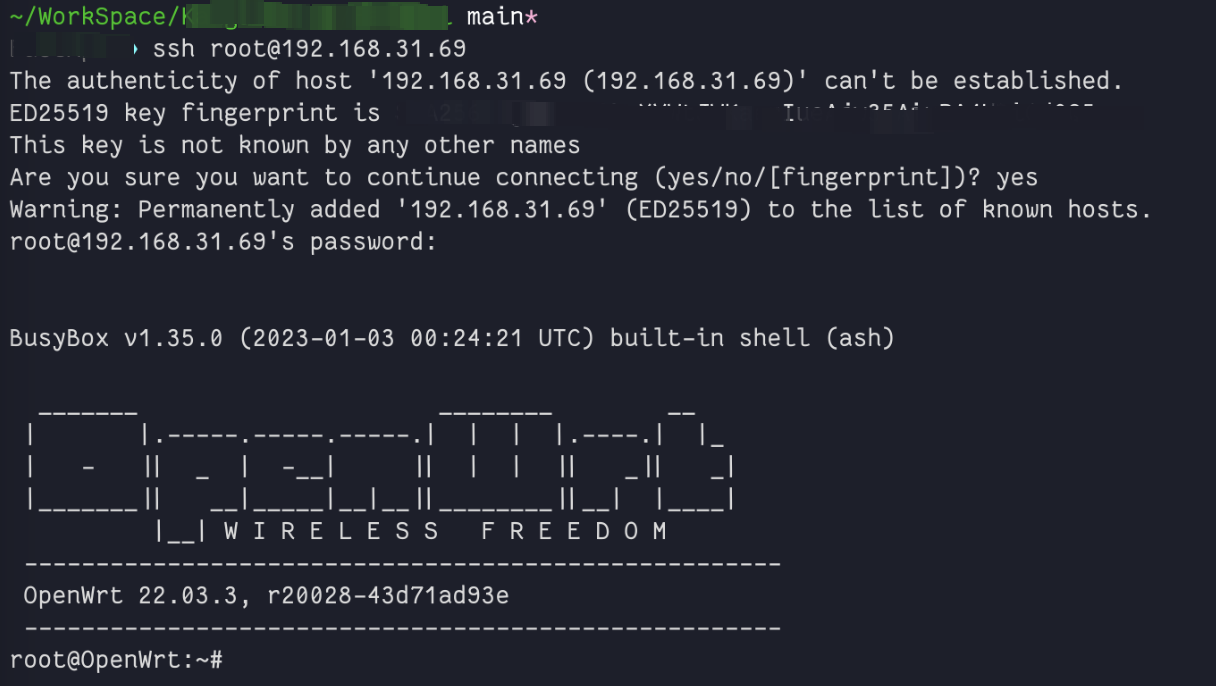 ~/WorkSpace/ main*
› ssh root@192.168.31.69
The authenticity of host '192.168.31.69 (192.168.31.69)' can't be established.
ED25519 key fingerprint is
This key is not known by any other names
Are you sure you want to continue connecting (yes/no/[fingerprint])? yes
Warning: Permanently added '192.168.31.69' (ED25519) to the list of known hosts.
root@192.168.31.69's password:
BusyBox v1.35.0 (2023-01-03 00:24:21 UTC) built-in shell (ash)
  _______                     ________        __
 |       |.-----.-----.-----.|  |  |  |.----.|  |_
 |   -   ||  _  |  -__|     ||  |  |  ||   _||   _|
 |_______||   __|_____|__|__||________||__|  |____|
          |__| W I R E L E S S   F R E E D O M
 -----------------------------------------------------
 OpenWrt 22.03.3, r20028-43d71ad93e
 -----------------------------------------------------
root@OpenWrt:~#